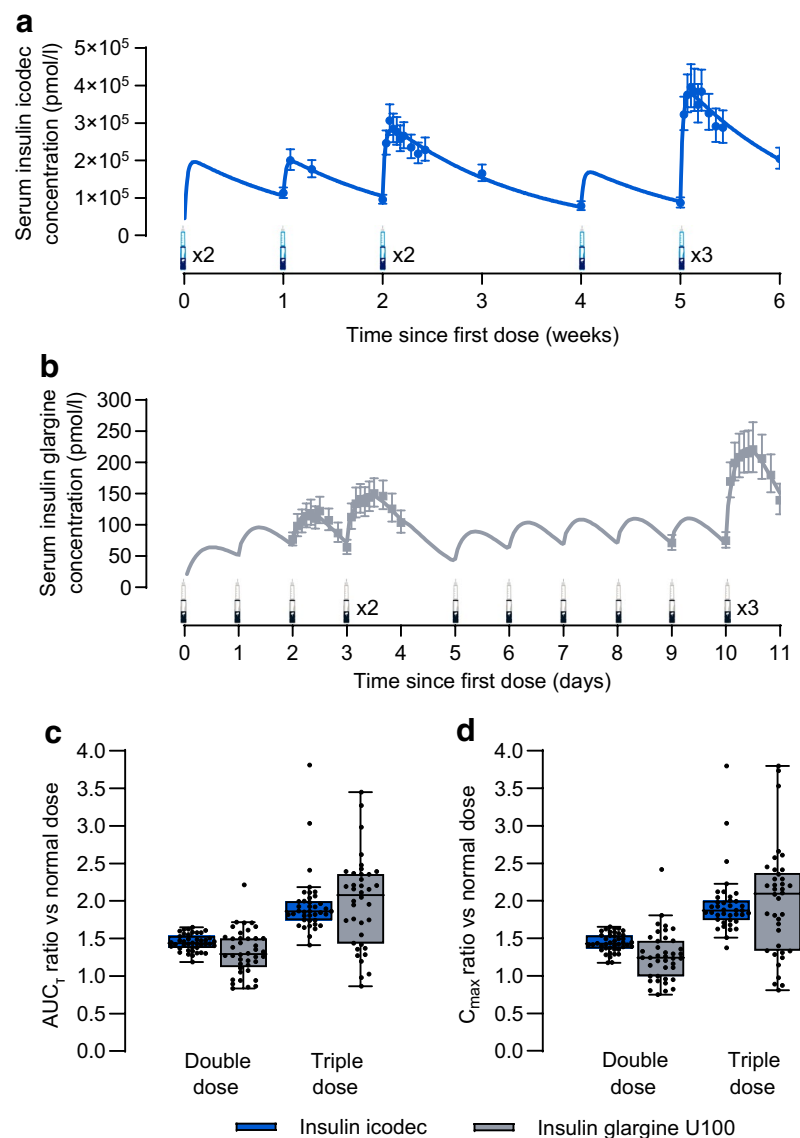 a
Serum insulin icodec
concentration (pmol/l)
5×10⁵
4×10⁵
3×10⁵
2×10⁵
1×10⁵
0
x2 x2 x3
0 1 2 3 4 5 6
Time since first dose (weeks)
b
Serum insulin glargine
concentration (pmol/l)
300
250
200
150
100
50
0
x2 x3
0 1 2 3 4 5 6 7 8 9 10 11
Time since first dose (days)
c
AUCτ ratio vs normal dose
4.0
3.5
3.0
2.5
2.0
1.5
1.0
0.5
0.0
Double
dose
Triple
dose
d
Cmax ratio vs normal dose
4.0
3.5
3.0
2.5
2.0
1.5
1.0
0.5
0.0
Double
dose
Triple
dose
Insulin icodec Insulin glargine U100